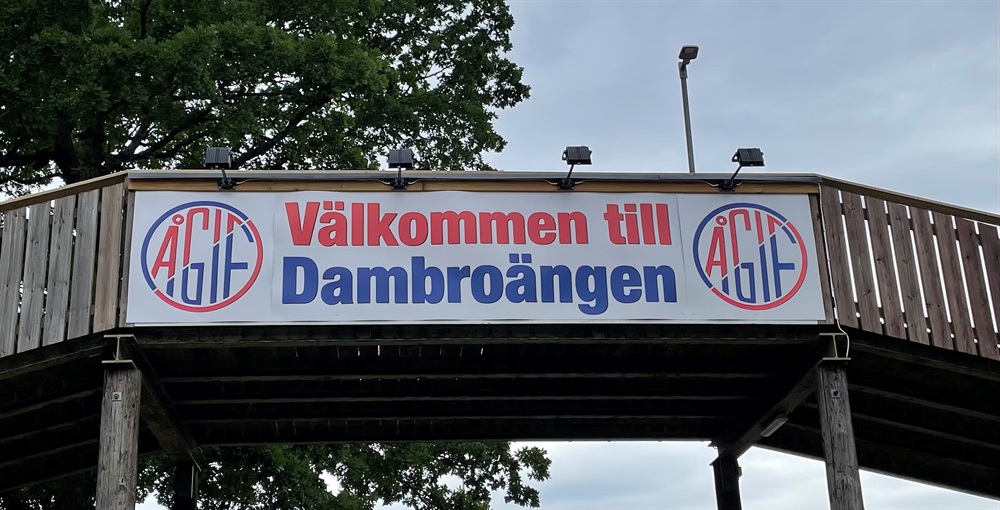 ÅGIF
Välkommen till
Dambroängen
ÅGIF